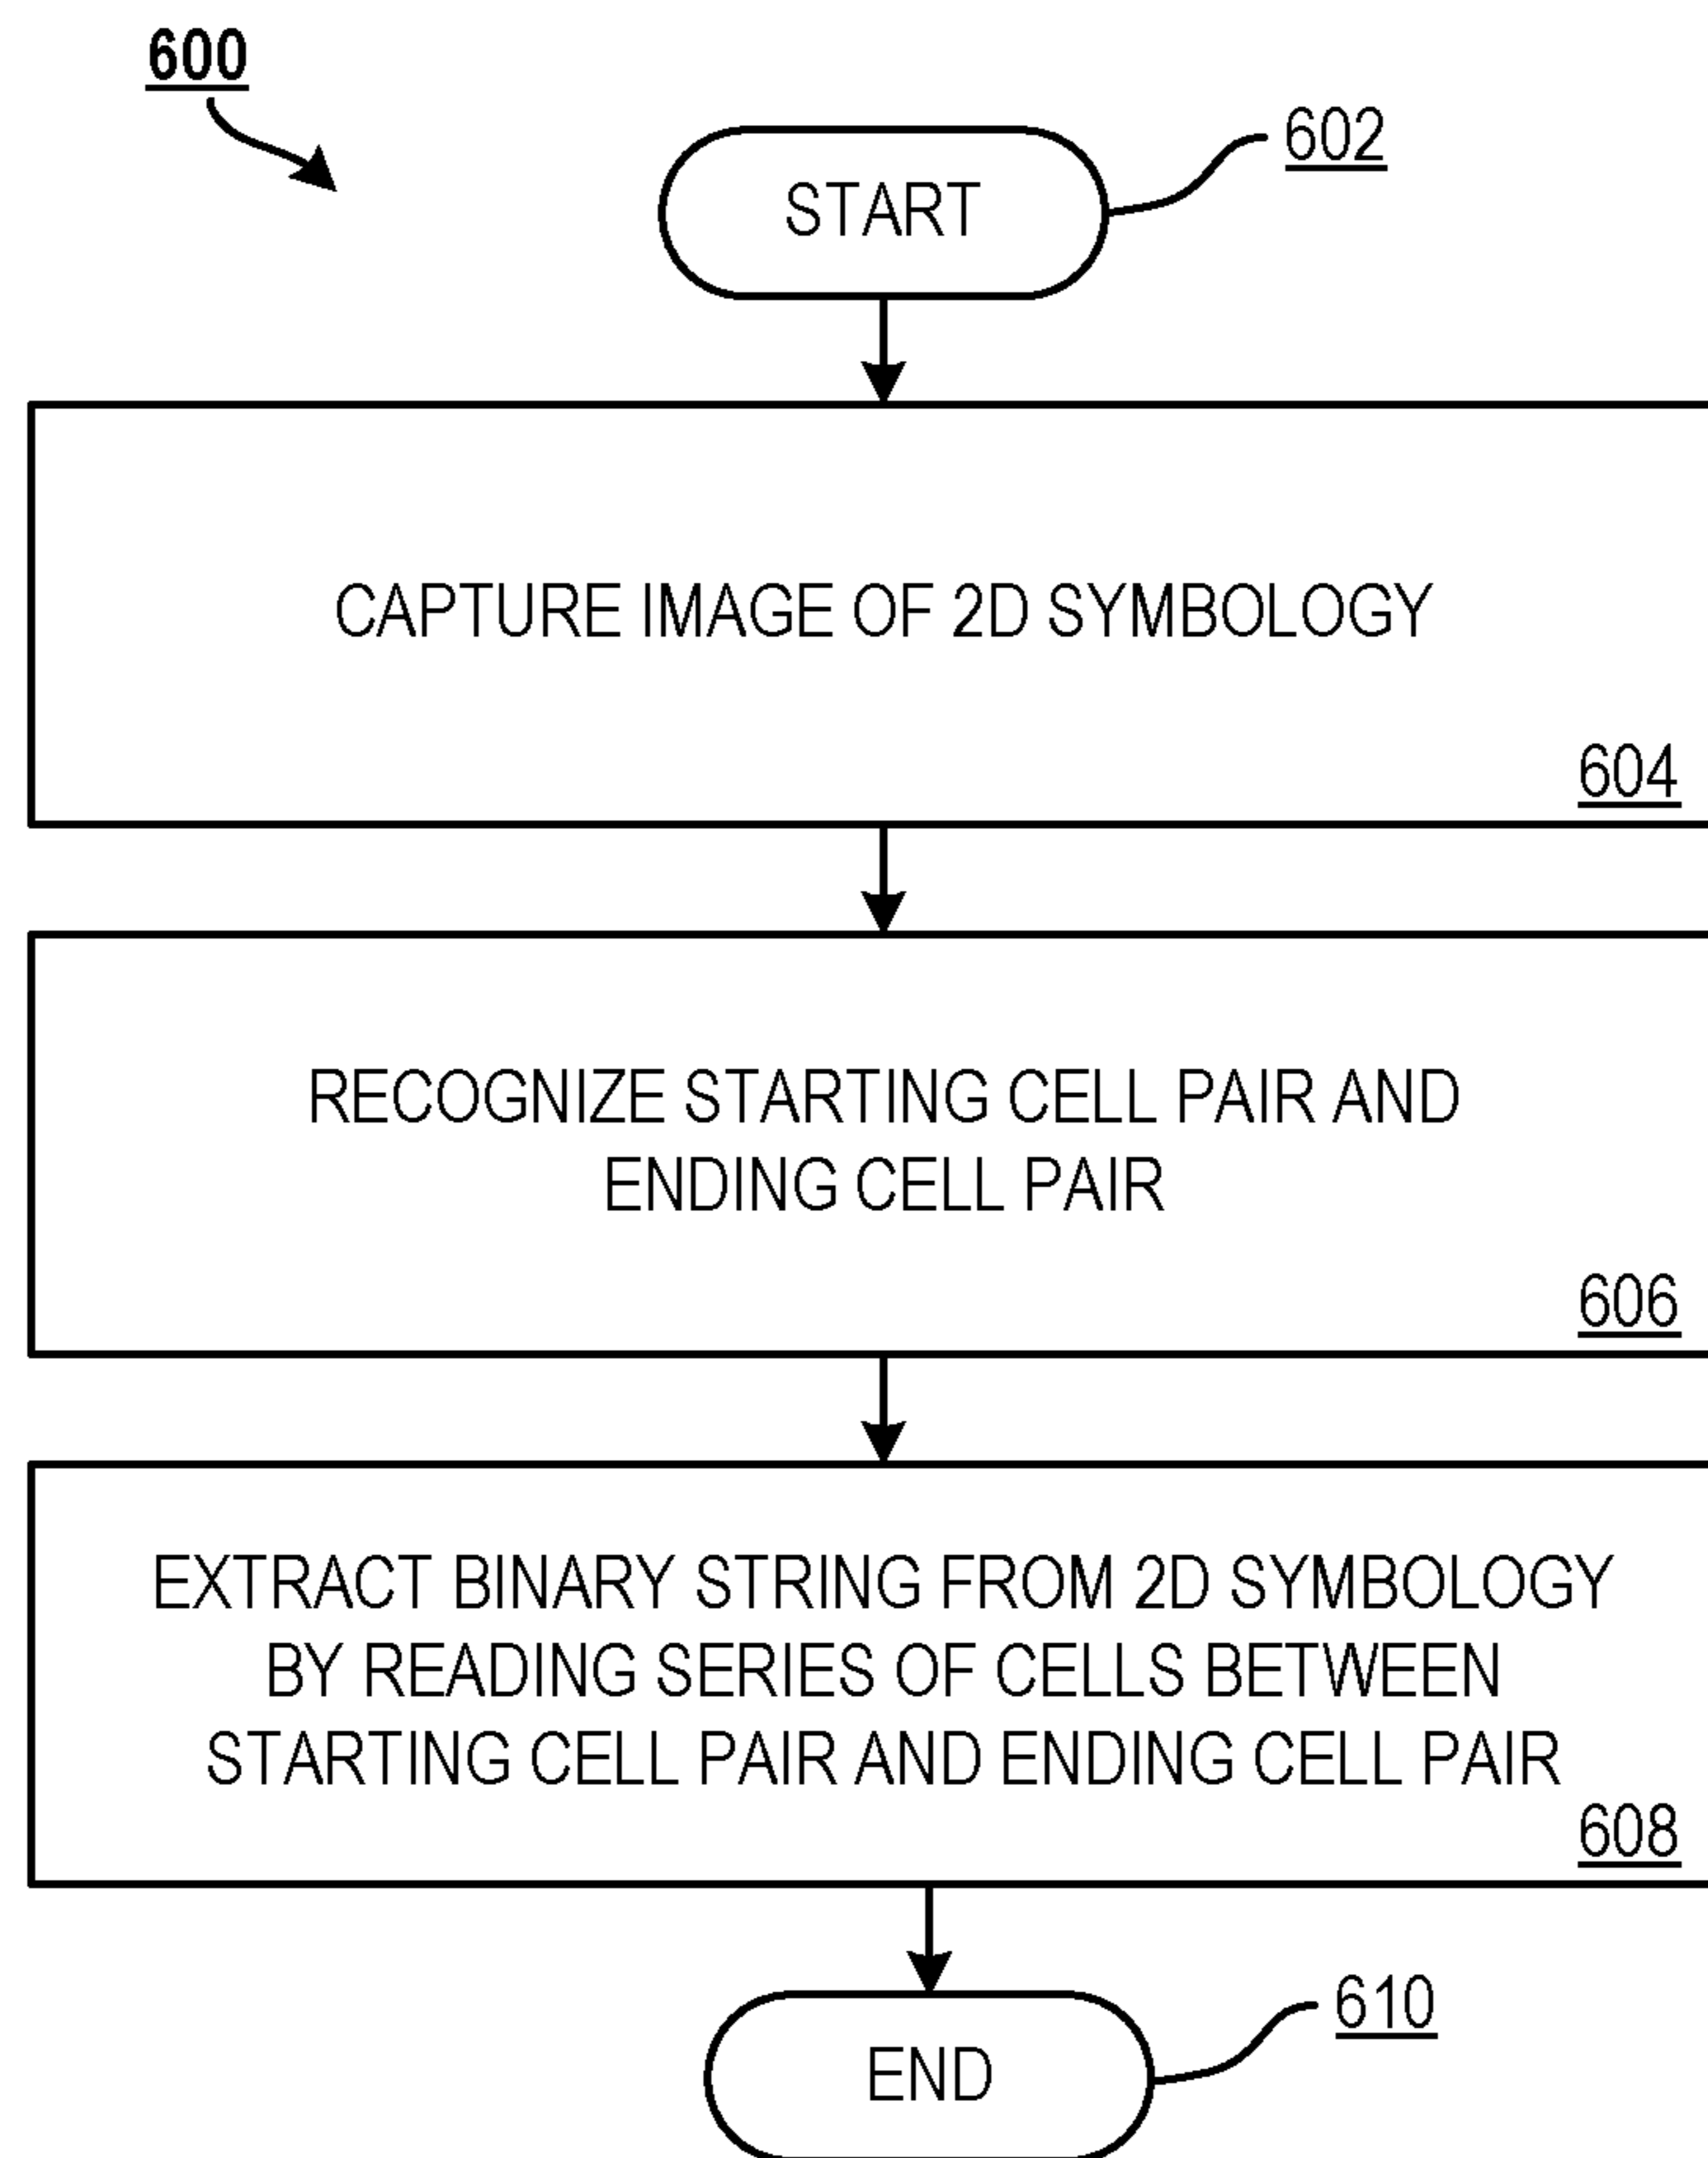 600
602
START
CAPTURE IMAGE OF 2D SYMBOLOGY
604
RECOGNIZE STARTING CELL PAIR AND
ENDING CELL PAIR
606
EXTRACT BINARY STRING FROM 2D SYMBOLOGY
BY READING SERIES OF CELLS BETWEEN
STARTING CELL PAIR AND ENDING CELL PAIR
608
610
END